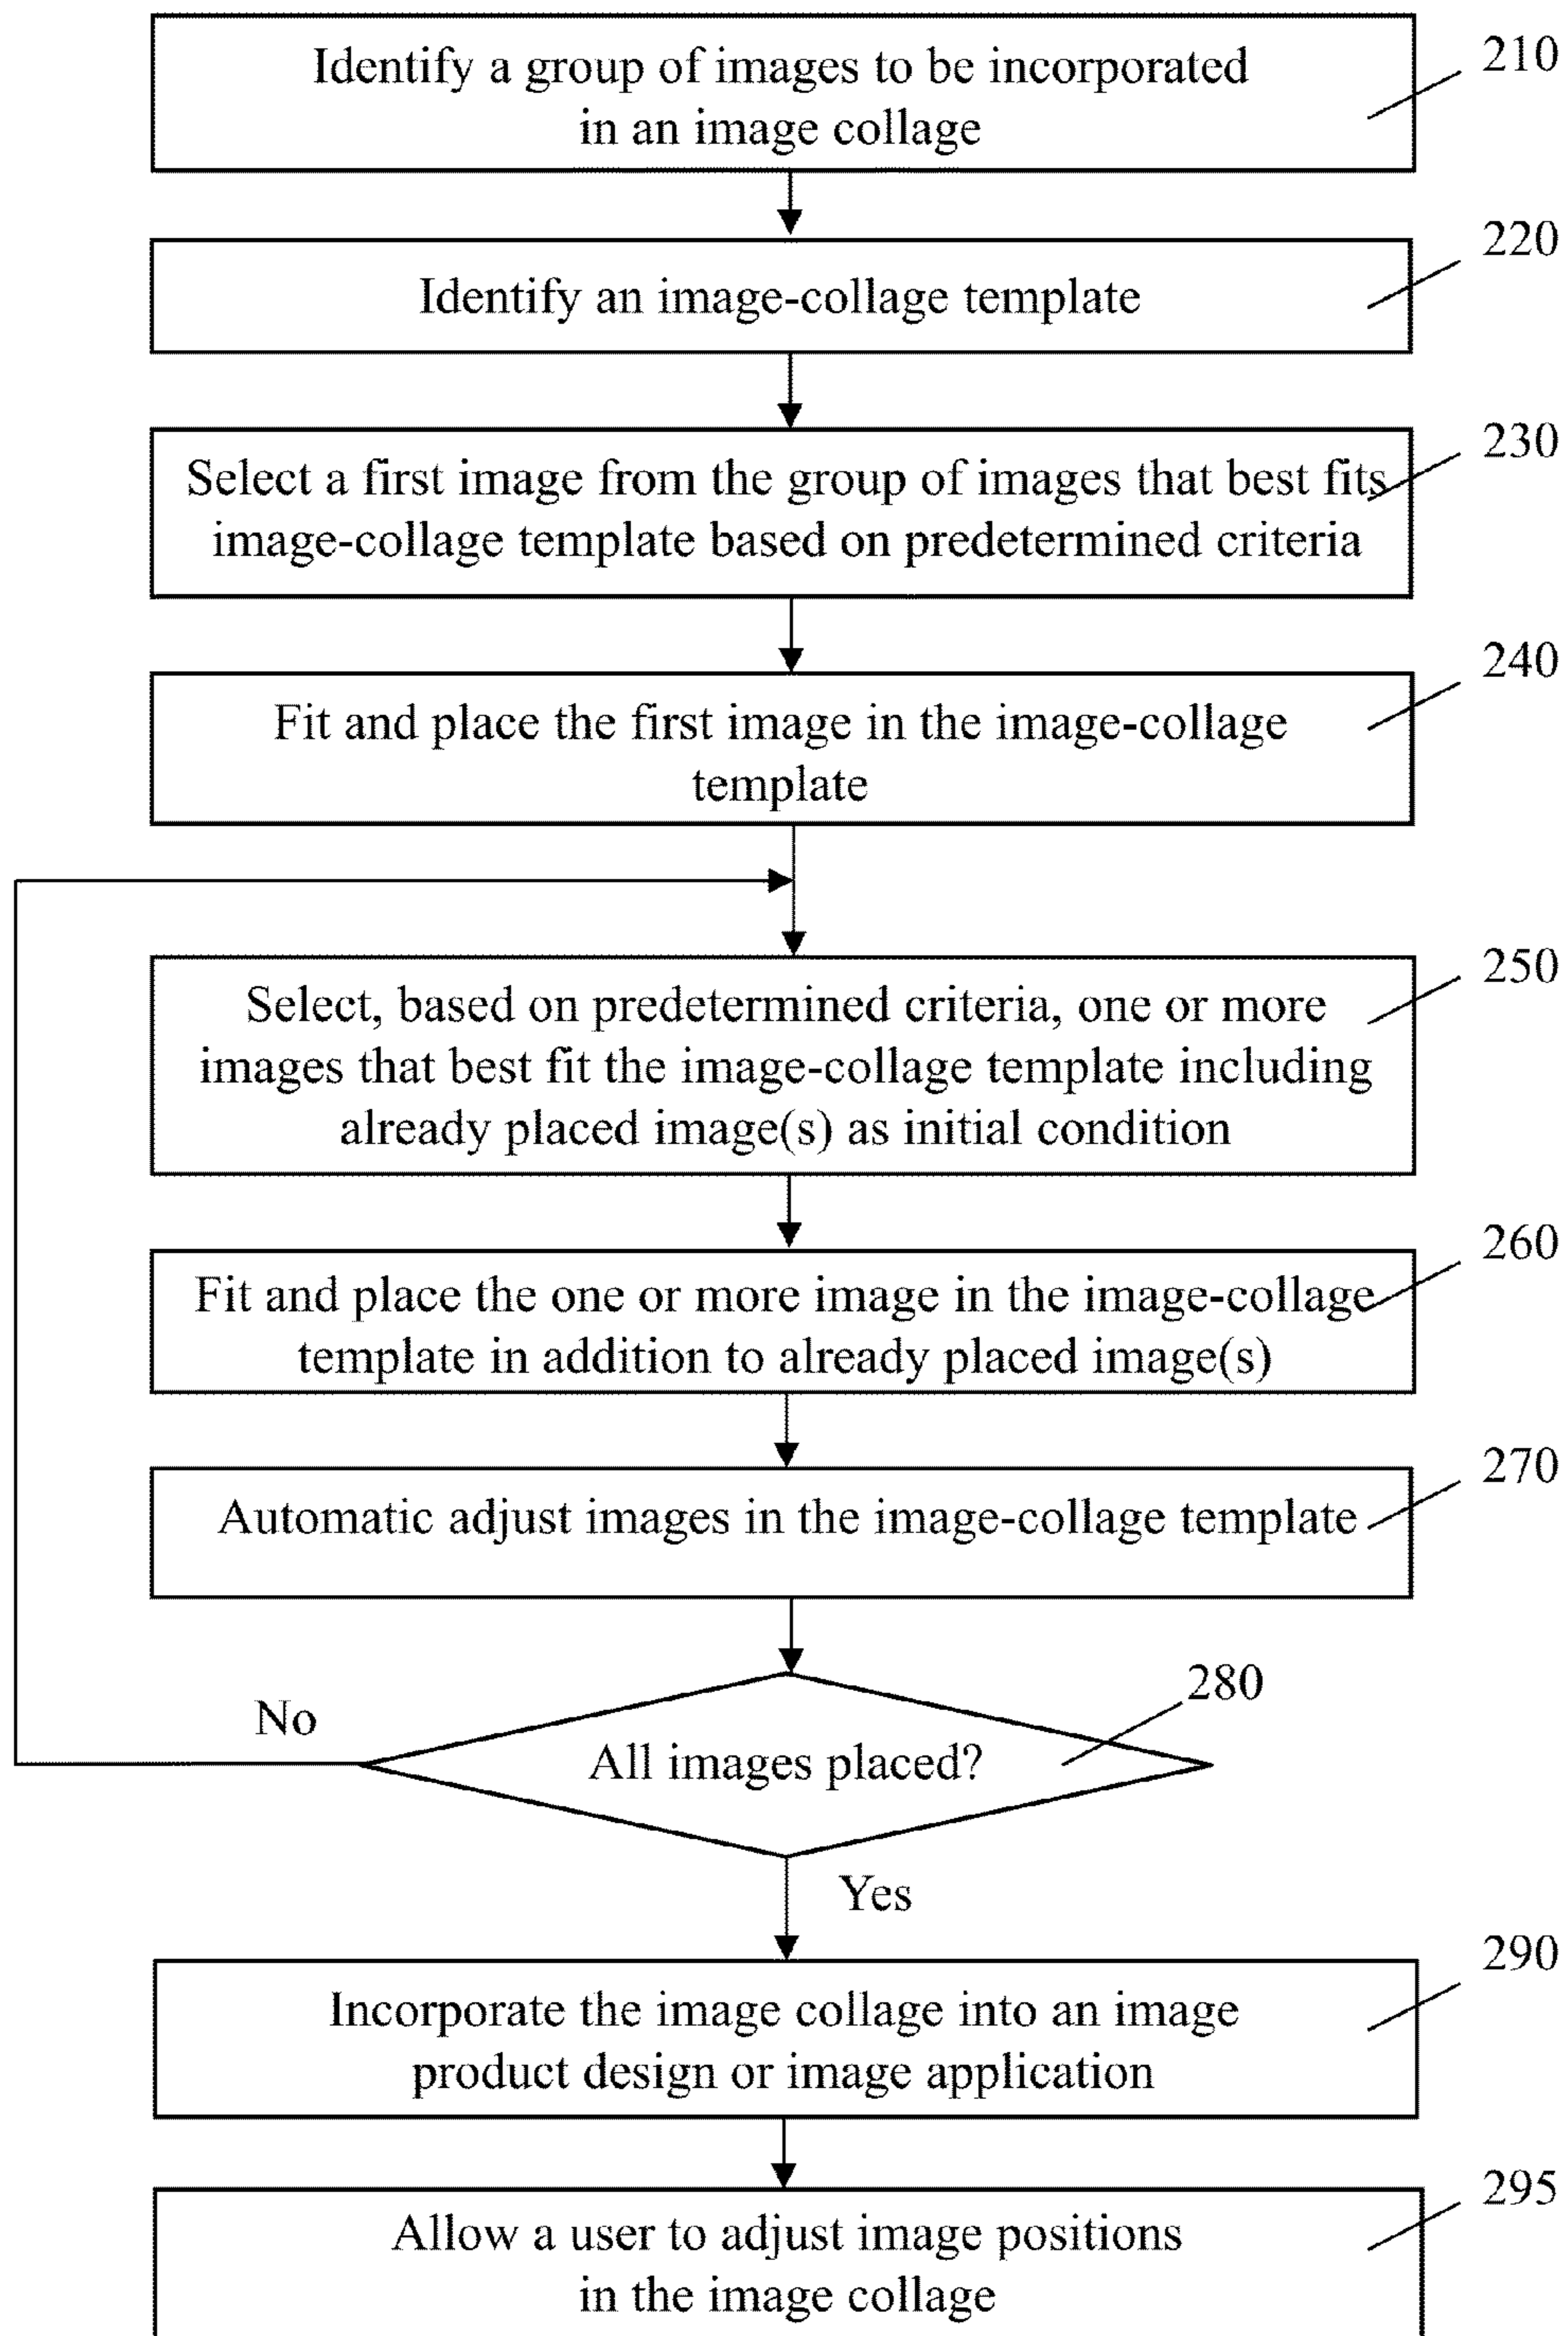 Identify a group of images to be incorporated
in an image collage
210
Identify an image-collage template
220
Select a first image from the group of images that best fits
image-collage template based on predetermined criteria
230
Fit and place the first image in the image-collage
template
240
Select, based on predetermined criteria, one or more
images that best fit the image-collage template including
already placed image(s) as initial condition
250
Fit and place the one or more image in the image-collage
template in addition to already placed image(s)
260
Automatic adjust images in the image-collage template
270
All images placed?
280
No
Yes
Incorporate the image collage into an image
product design or image application
290
Allow a user to adjust image positions
in the image collage
295